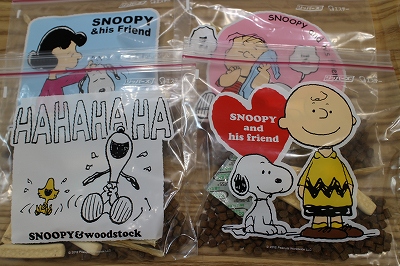 SNOOPY
& his Friend
SNOOPY
HAHAHAHA
SNOOPY & woodstock
SNOOPY
and
his friend